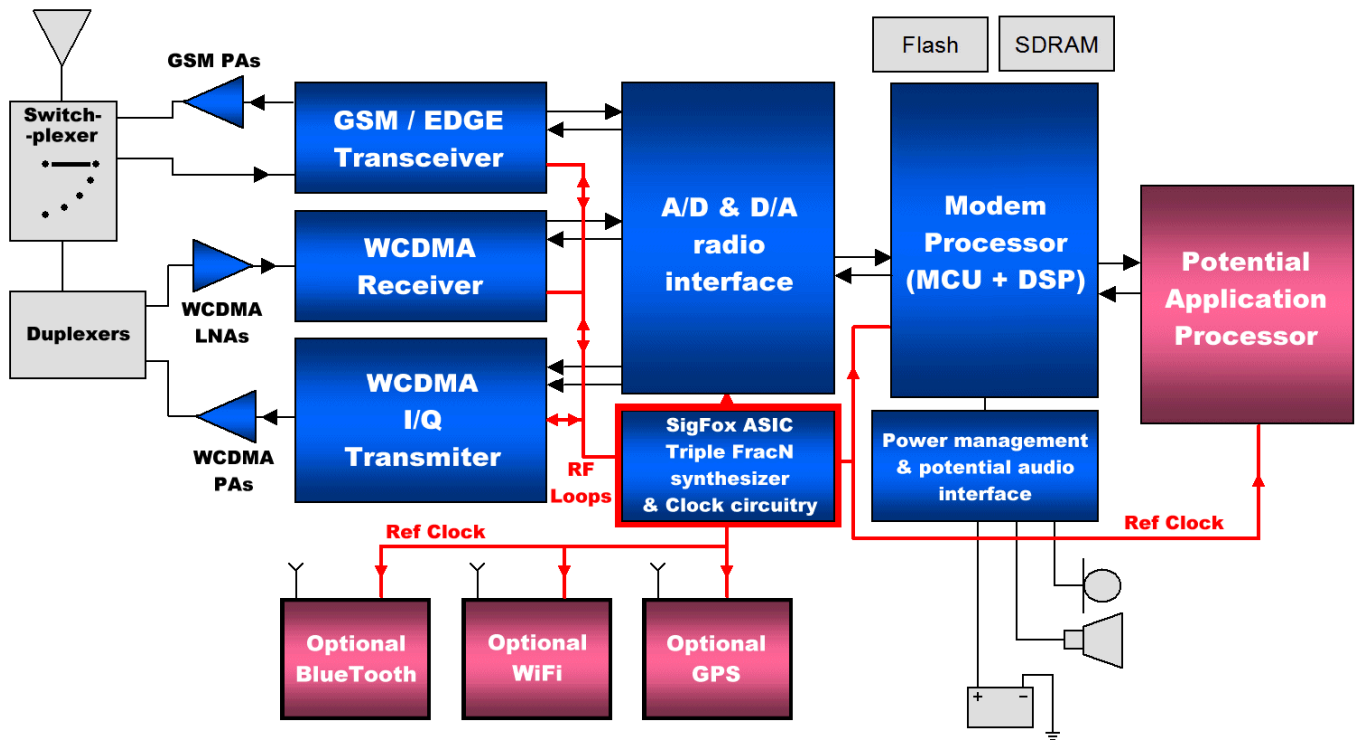 Flash
SDRAM
GSM PAs
Switch-
-plexer
GSM / EDGE
Transceiver
A/D & D/A
radio
interface
Modem
Processor
(MCU + DSP)
Potential
Application
Processor
WCDMA
Receiver
WCDMA
LNAs
Duplexers
WCDMA
I/Q
Transmiter
WCDMA
PAs
RF
Loops
SigFox ASIC
Triple FracN
synthesizer
& Clock circuitry
Power management
& potential audio
interface
Ref Clock
Ref Clock
Optional
BlueTooth
Optional
WiFi
Optional
GPS
+ −